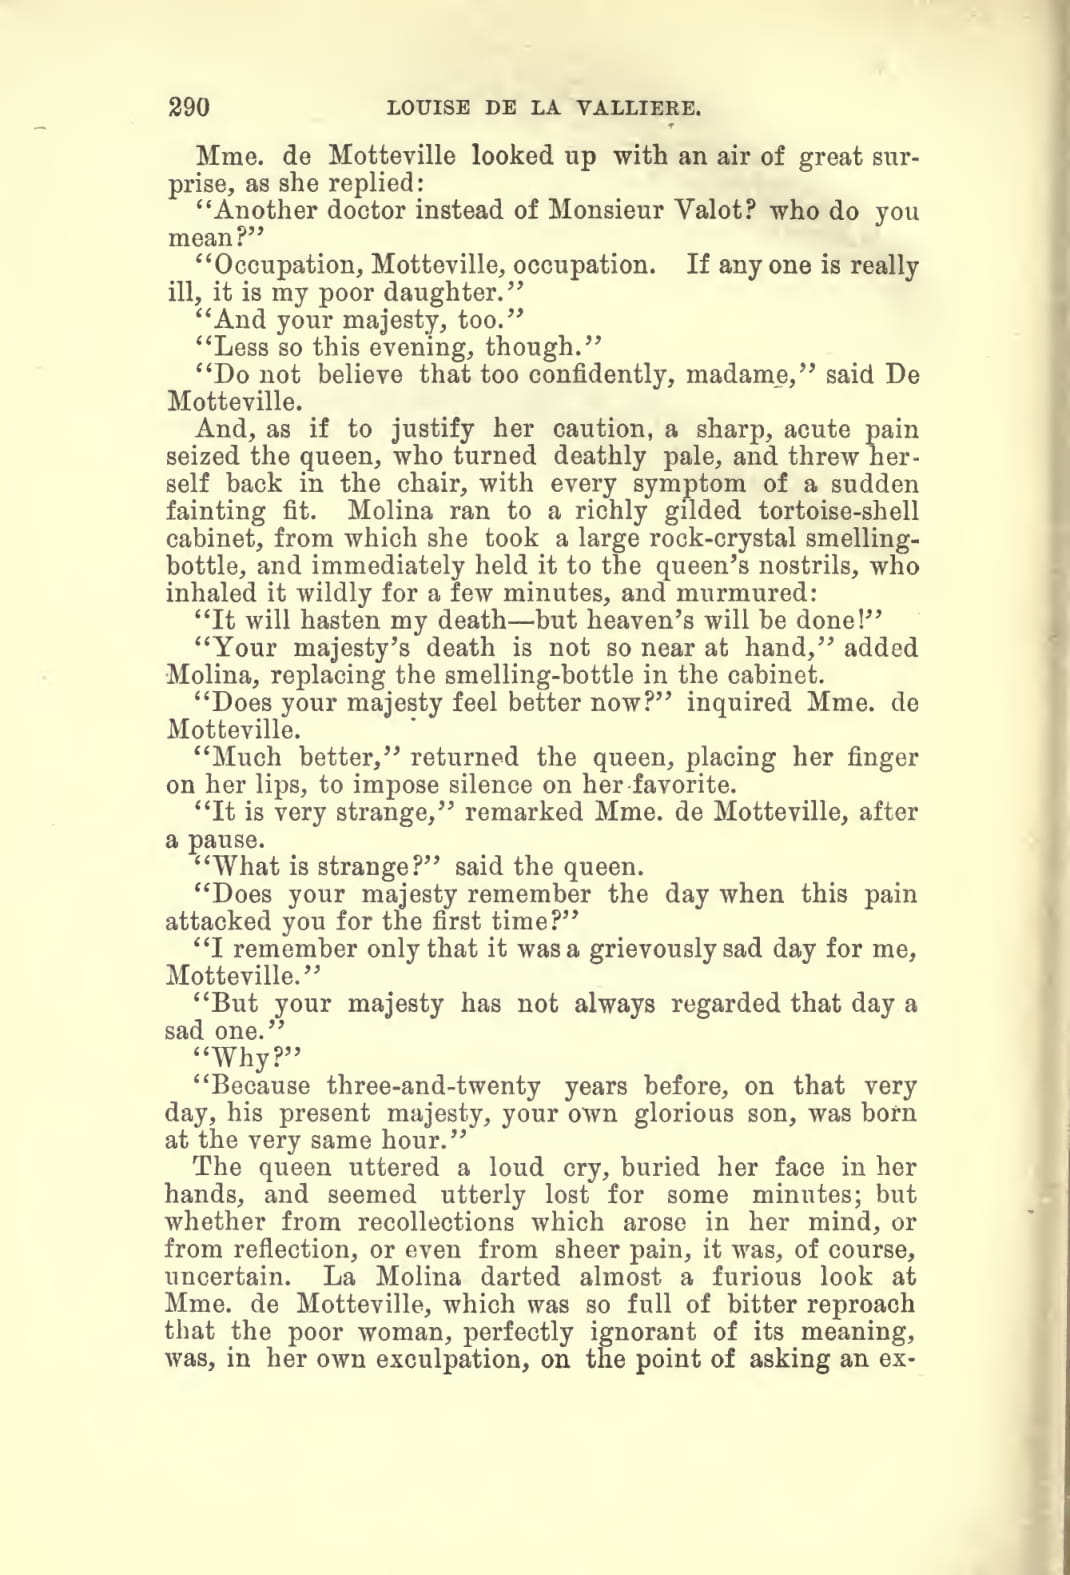 290 LOUISE DE LA VALLIERE.
Mme. de Motteville looked up with an air of great sur-
prise, as she replied:
“Another doctor instead of Monsieur Valot? who do you
mean?”
“Occupation, Motteville, occupation. If any one is really
ill, it is my poor daughter.”
“And your majesty, too.”
“Less so this evening, though.”
“Do not believe that too confidently, madame,” said De
Motteville.
And, as if to justify her caution, a sharp, acute pain
seized the queen, who turned deathly pale, and threw her-
self back in the chair, with every symptom of a sudden
fainting fit. Molina ran to a richly gilded tortoise-shell
cabinet, from which she took a large rock-crystal smelling-
bottle, and immediately held it to the queen’s nostrils, who
inhaled it wildly for a few minutes, and murmured:
“It will hasten my death—but heaven’s will be done!”
“Your majesty’s death is not so near at hand,” added
Molina, replacing the smelling-bottle in the cabinet.
“Does your majesty feel better now?” inquired Mme. de
Motteville.
“Much better,” returned the queen, placing her finger
on her lips, to impose silence on her favorite.
“It is very strange,” remarked Mme. de Motteville, after
a pause.
“What is strange?” said the queen.
“Does your majesty remember the day when this pain
attacked you for the first time?”
“I remember only that it was a grievously sad day for me,
Motteville.”
“But your majesty has not always regarded that day a
sad one.”
“Why?”
“Because three-and-twenty years before, on that very
day, his present majesty, your own glorious son, was born
at the very same hour.”
The queen uttered a loud cry, buried her face in her
hands, and seemed utterly lost for some minutes; but
whether from recollections which arose in her mind, or
from reflection, or even from sheer pain, it was, of course,
uncertain. La Molina darted almost a furious look at
Mme. de Motteville, which was so full of bitter reproach
that the poor woman, perfectly ignorant of its meaning,
was, in her own exculpation, on the point of asking an ex-